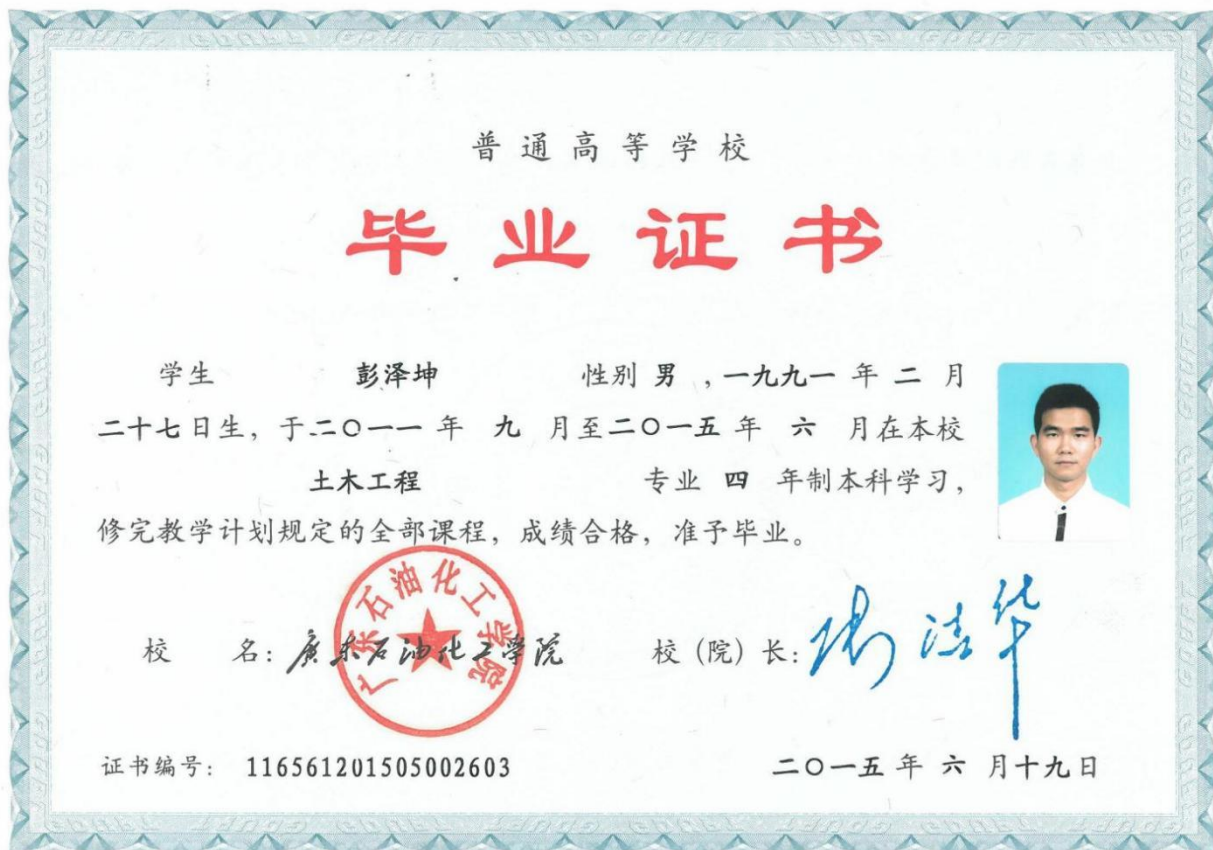 普通高等学校
毕业证书
学生 彭泽坤 性别 男 ，一九九一 年 二 月
二十七日生，于二〇一一 年 九 月至二〇一五 年 六 月在本校
土木工程 专业 四 年制本科学习，
修完教学计划规定的全部课程，成绩合格，准予毕业。
广东石油化工学院
校 名：廣东石油化工學院 校（院）长：
证书编号： 116561201505002603 二〇一五 年 六 月十九日